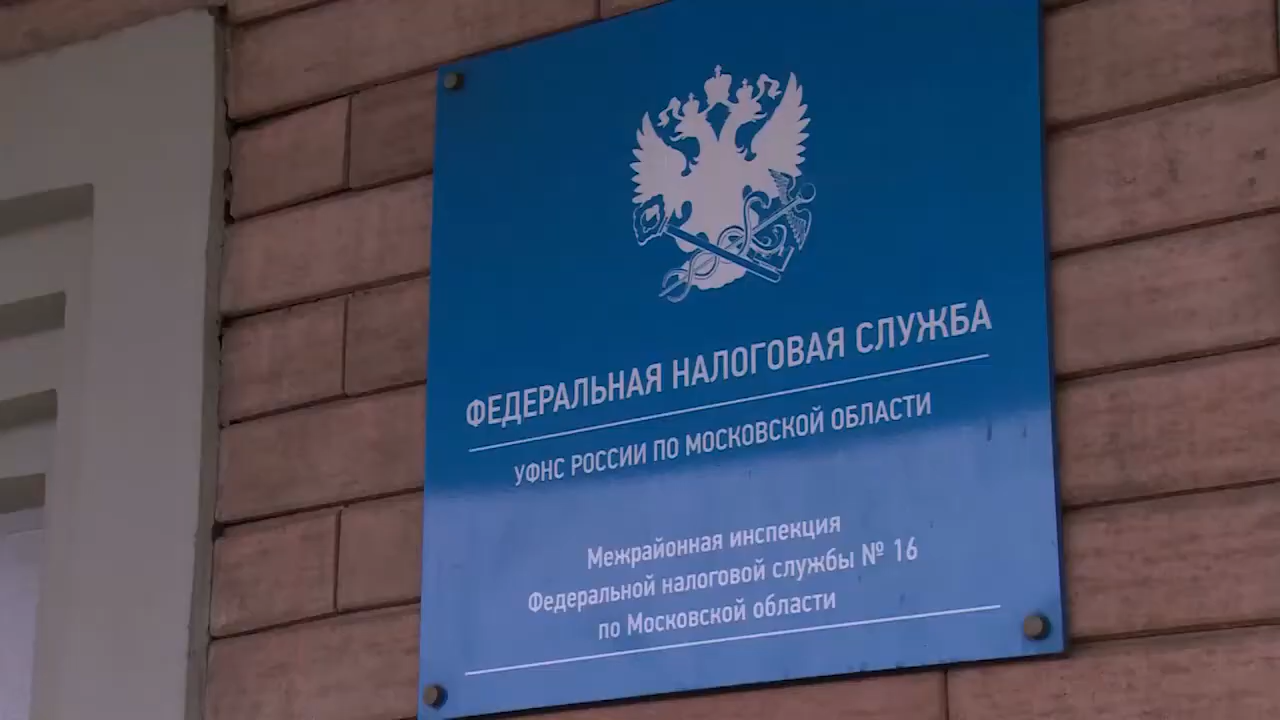 ФЕДЕРАЛЬНАЯ НАЛОГОВАЯ СЛУЖБА
УФНС РОССИИ ПО МОСКОВСКОЙ ОБЛАСТИ
Межрайонная инспекция
Федеральной налоговой службы № 16
по Московской области